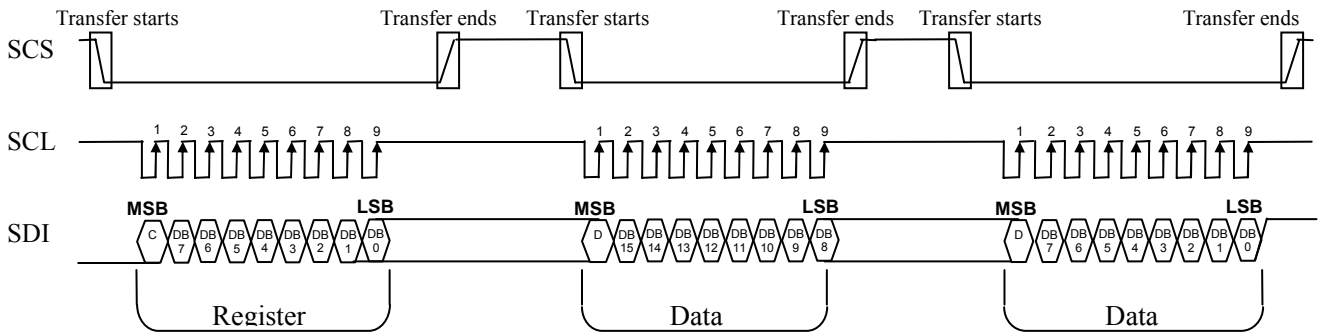 Transfer starts Transfer ends Transfer starts Transfer ends Transfer starts Transfer ends
SCS
1 2 3 4 5 6 7 8 9 1 2 3 4 5 6 7 8 9 1 2 3 4 5 6 7 8 9
SCL
MSB LSB MSB LSB MSB LSB
SDI C DB7 DB6 DB5 DB4 DB3 DB2 DB1 DB0 D DB15 DB14 DB13 DB12 DB11 DB10 DB9 DB8 D DB7 DB6 DB5 DB4 DB3 DB2 DB1 DB0
Register Data Data